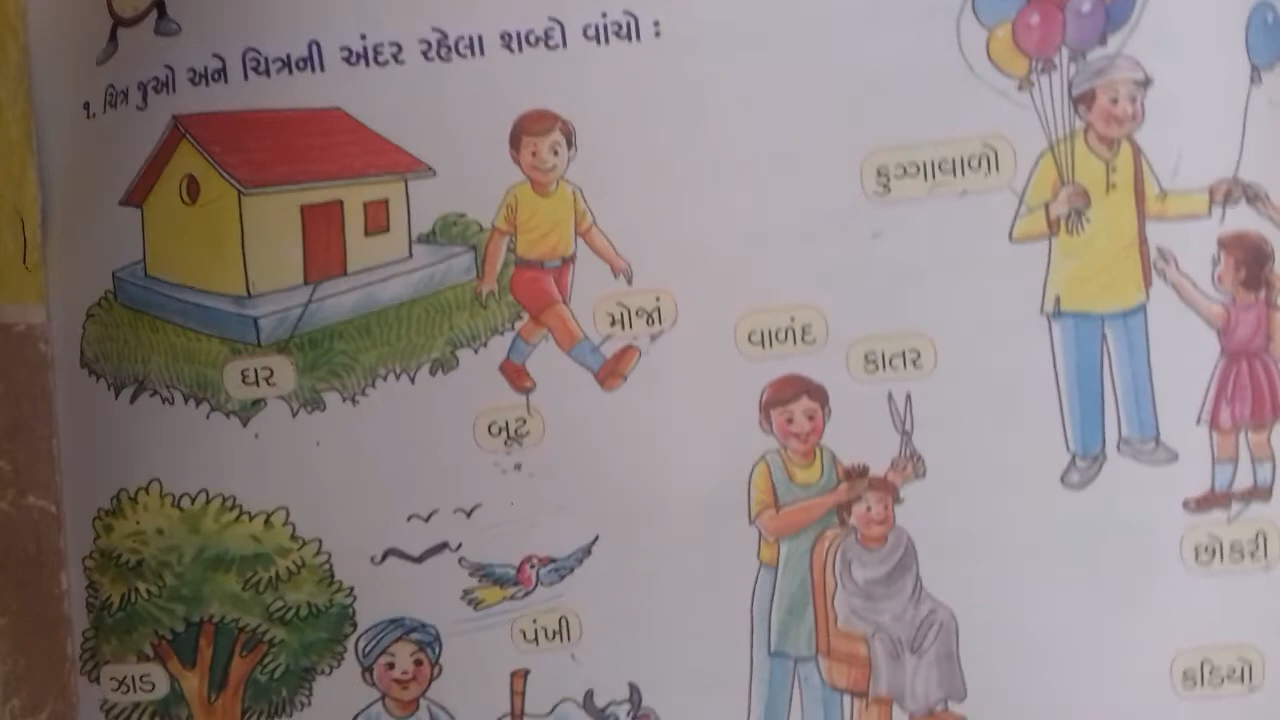 ૧. ચિત્ર જુઓ અને ચિત્રની અંદર રહેલા શબ્દો વાંચો :
ફુગ્ગાવાળો
મોજાં
વાળંદ
કાતર
ઘર
બૂટ
છોકરી
પંખી
ઝાડ
કડિયો